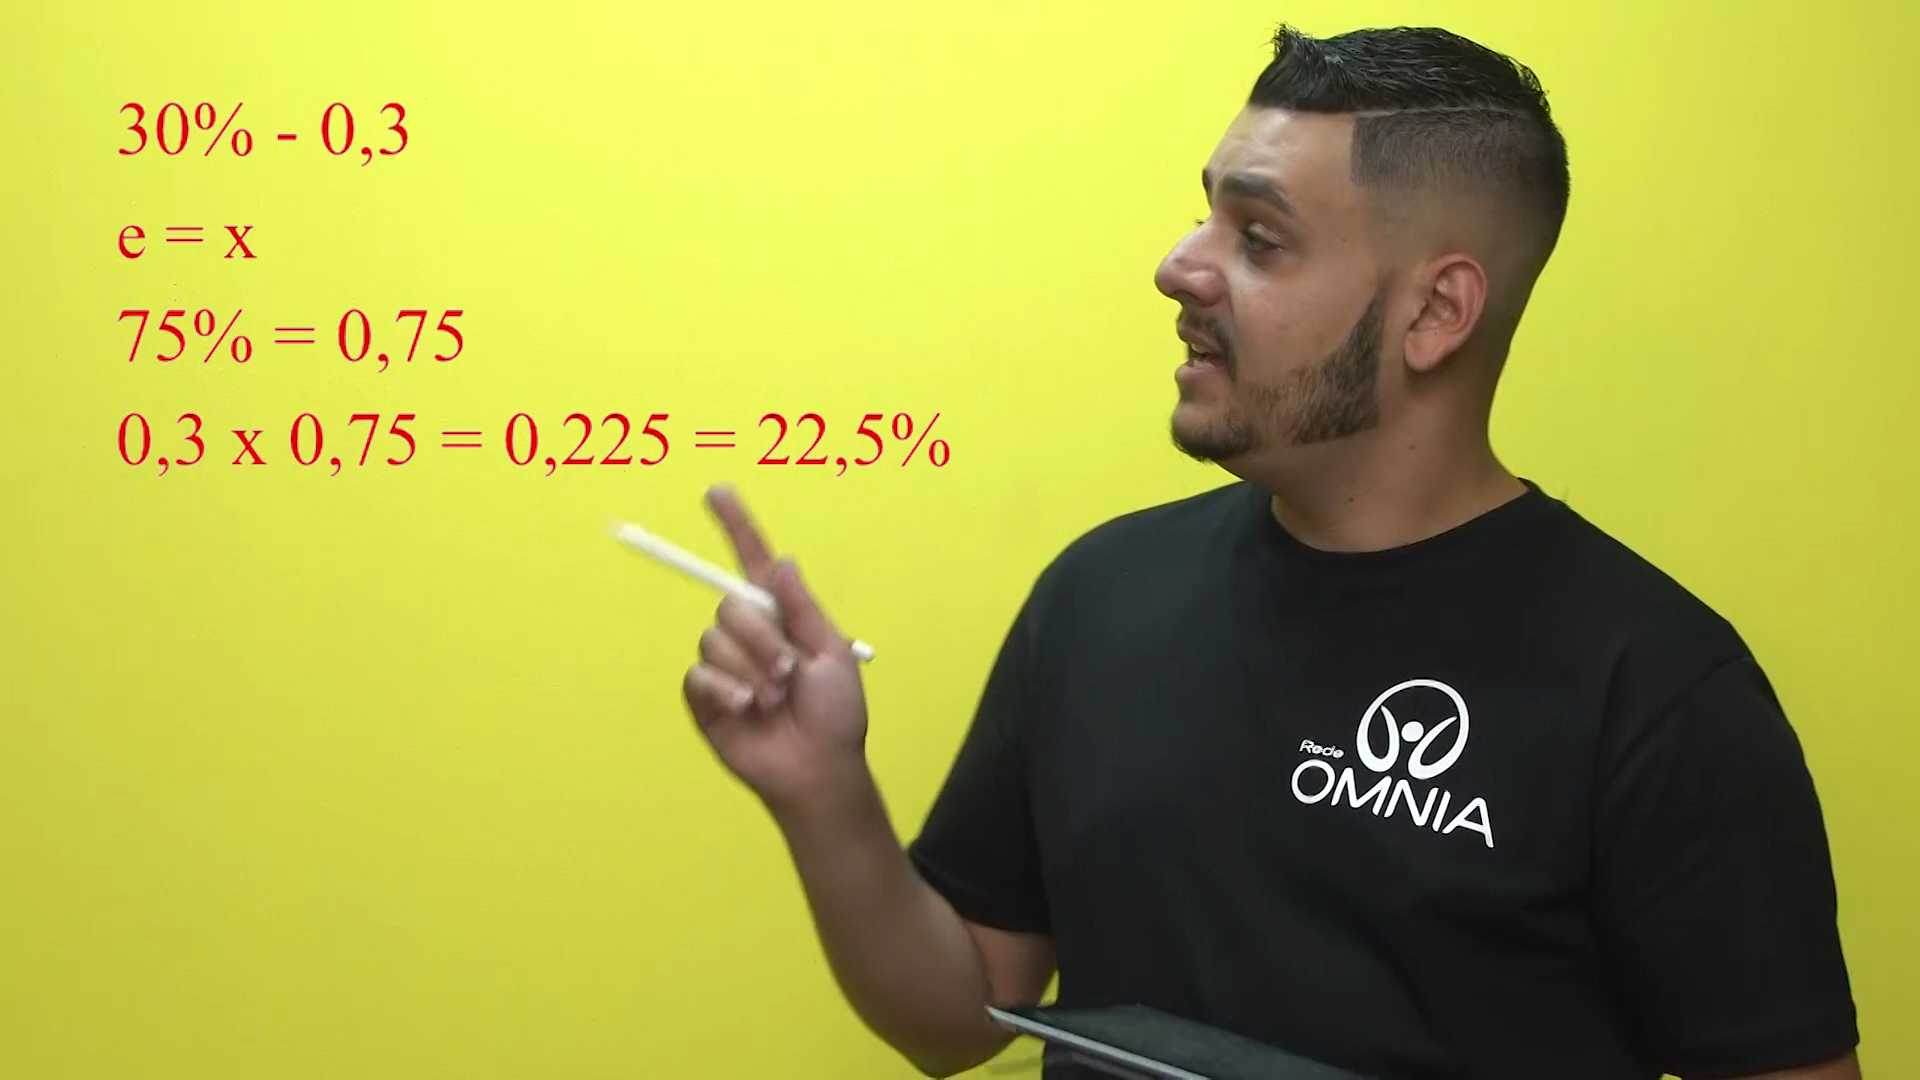 30% - 0,3
e = x
75% = 0,75
0,3 x 0,75 = 0,225 = 22,5%
Rede
OMNIA